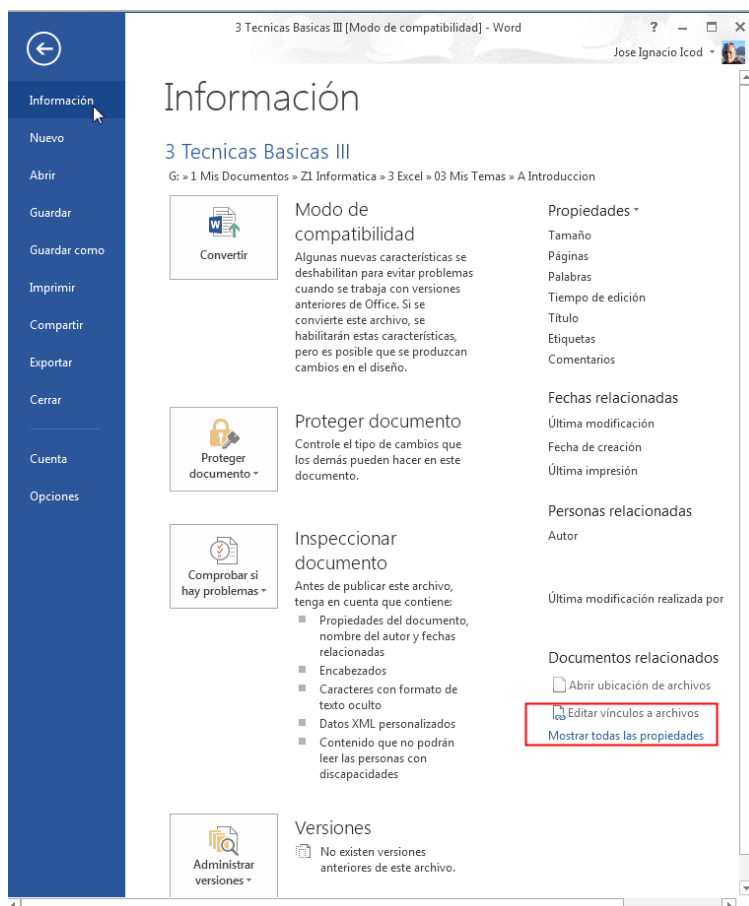 3 Tecnicas Basicas III [Modo de compatibilidad] - Word
?
Jose Ignacio Icod
Información
Nuevo
Abrir
Guardar
Guardar como
Imprimir
Compartir
Exportar
Cerrar
Cuenta
Opciones
Información
3 Tecnicas Basicas III
G: » 1 Mis Documentos » Z1 Informatica » 3 Excel » 03 Mis Temas » A Introduccion
Convertir
Modo de
compatibilidad
Algunas nuevas características se
deshabilitan para evitar problemas
cuando se trabaja con versiones
anteriores de Office. Si se
convierte este archivo, se
habilitarán estas características,
pero es posible que se produzcan
cambios en el diseño.
Proteger
documento
Proteger documento
Controle el tipo de cambios que
los demás pueden hacer en este
documento.
Comprobar si
hay problemas
Inspeccionar
documento
Antes de publicar este archivo,
tenga en cuenta que contiene:
Propiedades del documento,
nombre del autor y fechas
relacionadas
Encabezados
Caracteres con formato de
texto oculto
Datos XML personalizados
Contenido que no podrán
leer las personas con
discapacidades
Administrar
versiones
Versiones
No existen versiones
anteriores de este archivo.
Propiedades
Tamaño
Páginas
Palabras
Tiempo de edición
Título
Etiquetas
Comentarios
Fechas relacionadas
Última modificación
Fecha de creación
Última impresión
Personas relacionadas
Autor
Última modificación realizada por
Documentos relacionados
Abrir ubicación de archivos
Editar vínculos a archivos
Mostrar todas las propiedades